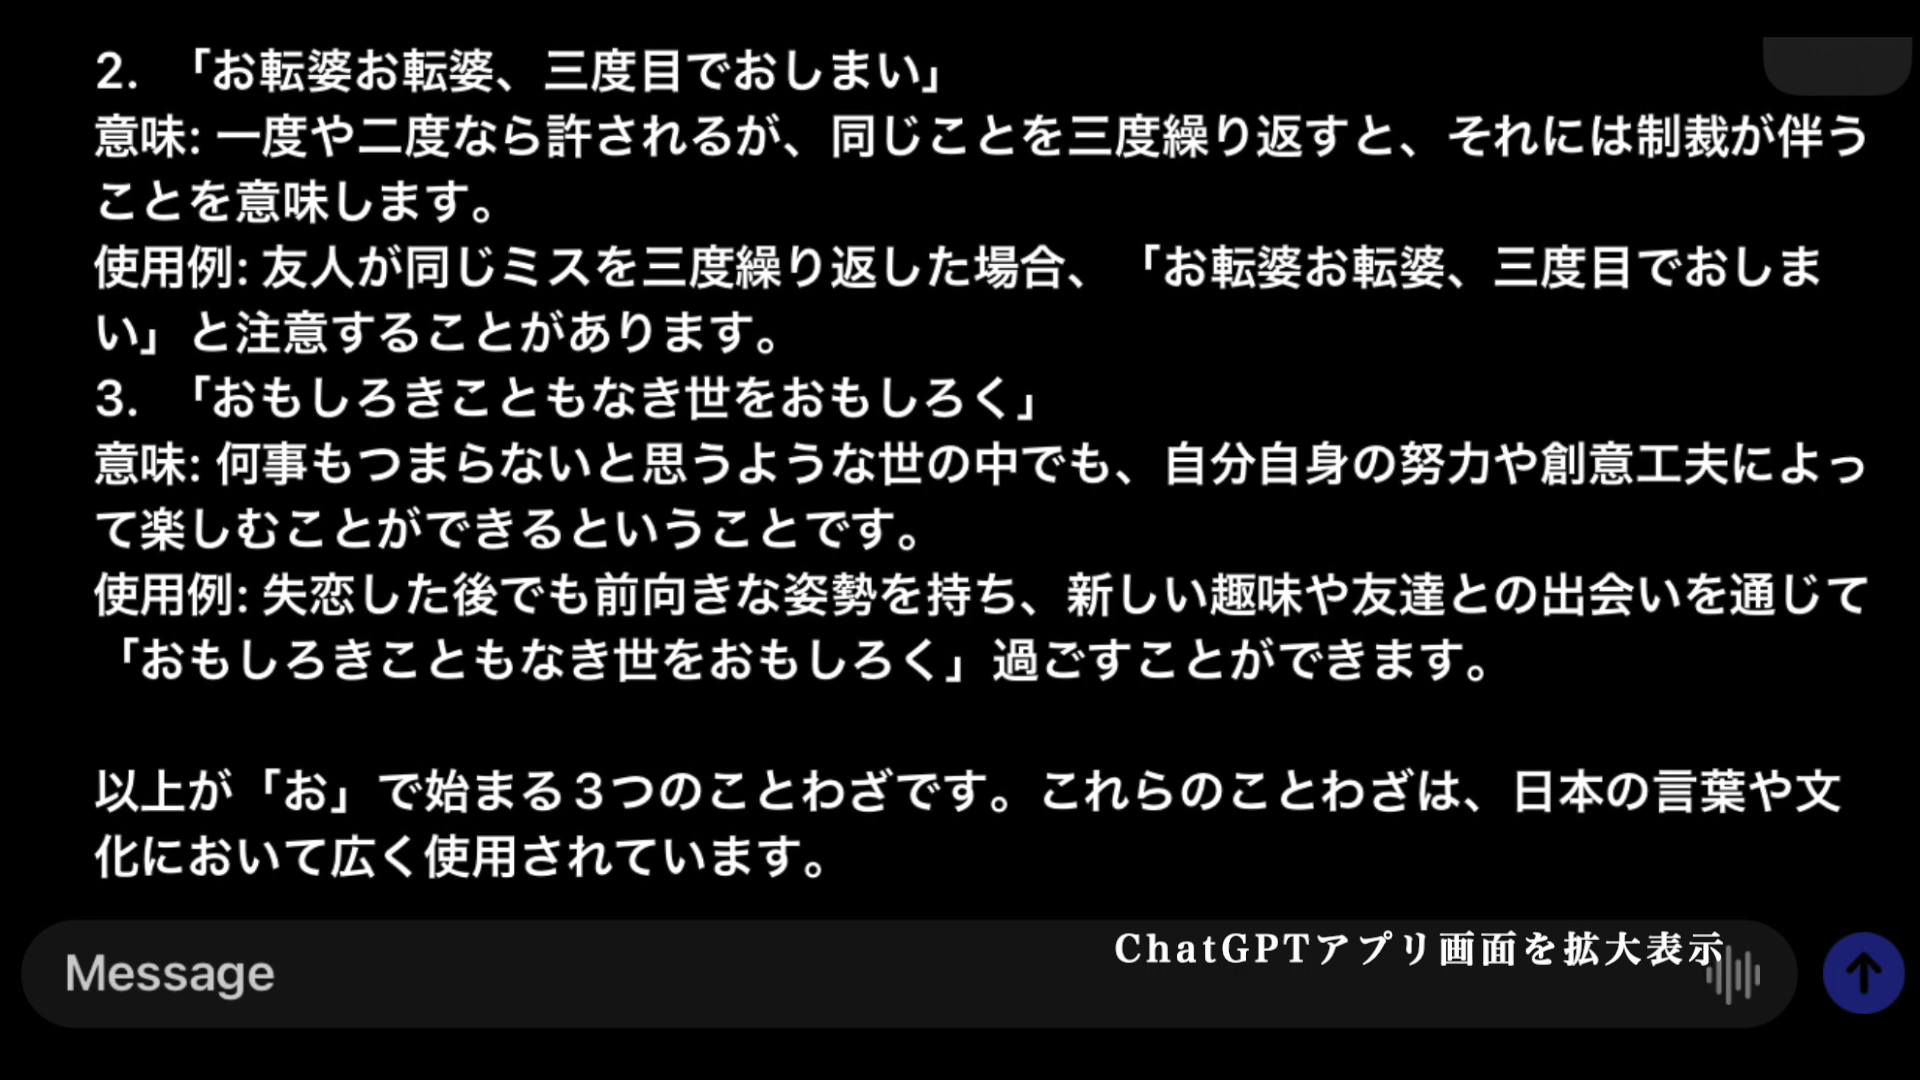 2. 「お転婆お転婆、三度目でおしまい」
意味: 一度や二度なら許されるが、同じことを三度繰り返すと、それには制裁が伴う
ことを意味します。
使用例: 友人が同じミスを三度繰り返した場合、「お転婆お転婆、三度目でおしま
い」と注意することがあります。
3. 「おもしろきこともなき世をおもしろく」
意味: 何事もつまらないと思うような世の中でも、自分自身の努力や創意工夫によっ
て楽しむことができるということです。
使用例: 失恋した後でも前向きな姿勢を持ち、新しい趣味や友達との出会いを通じて
「おもしろきこともなき世をおもしろく」過ごすことができます。
以上が「お」で始まる３つのことわざです。これらのことわざは、日本の言葉や文
化において広く使用されています。
ChatGPTアプリ画面を拡大表示
Message